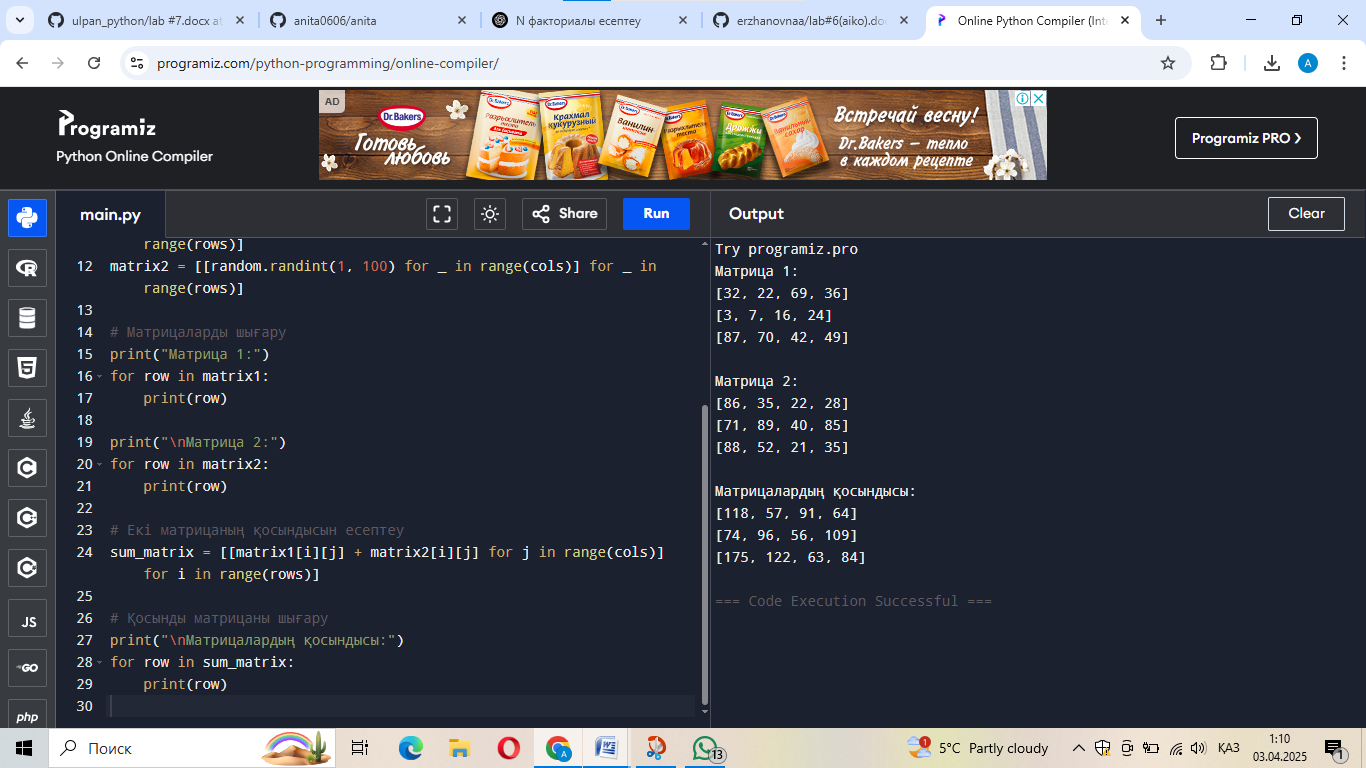 ulpan_python/lab #7.docx at
anita0606/anita
N факториалы есептеу
erzhanovnaa/lab#6(aiko).do
Online Python Compiler (Inte
programiz.com/python-programming/online-compiler/
A
Programiz
Python Online Compiler
AD
Dr.Bakers
Готовь любовь
Разрыхлитель теста
Крахмал кукурузный
Ванилин
Разрыхлитель теста
Дрожжи
Ванильный сахар
Встречай весну!
Dr.Bakers – тепло
в каждом рецепте
Programiz PRO >
main.py
Share
Run
Output
Clear
range(rows)]
12 matrix2 = [[random.randint(1, 100) for _ in range(cols)] for _ in
range(rows)]
13
14 # Матрицаларды шығару
15 print("Матрица 1:")
16 for row in matrix1:
17 print(row)
18
19 print("\nМатрица 2:")
20 for row in matrix2:
21 print(row)
22
23 # Екі матрицаның қосындысын есептеу
24 sum_matrix = [[matrix1[i][j] + matrix2[i][j] for j in range(cols)]
for i in range(rows)]
25
26 # Қосынды матрицаны шығару
27 print("\nМатрицалардың қосындысы:")
28 for row in sum_matrix:
29 print(row)
30
Try programiz.pro
Матрица 1:
[32, 22, 69, 36]
[3, 7, 16, 24]
[87, 70, 42, 49]
Матрица 2:
[86, 35, 22, 28]
[71, 89, 40, 85]
[88, 52, 21, 35]
Матрицалардың қосындысы:
[118, 57, 91, 64]
[74, 96, 56, 109]
[175, 122, 63, 84]
=== Code Execution Successful ===
JS
GO
php
Поиск
A
13
1
5°C Partly cloudy
ҚАЗ
1:10
03.04.2025
1